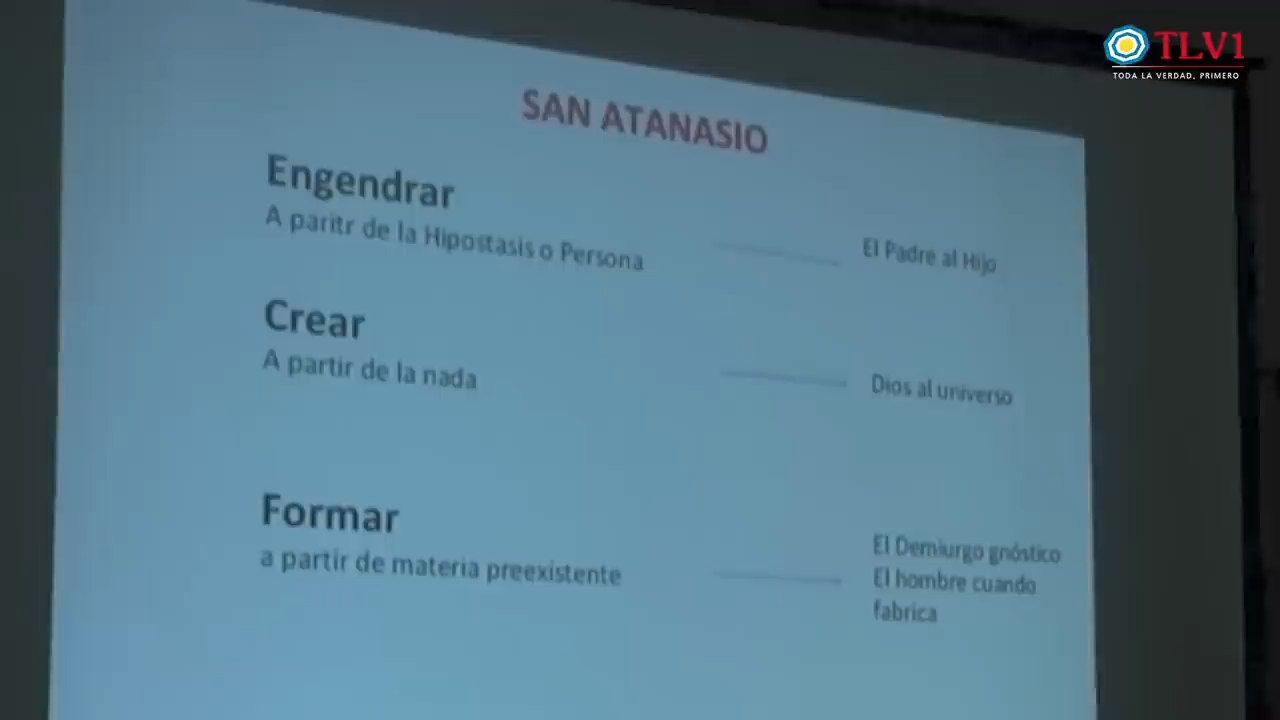 TLV1
TODA LA VERDAD, PRIMERO
SAN ATANASIO
Engendrar
A paritr de la Hipostasis o Persona
El Padre al Hijo
Crear
A partir de la nada
Dios al universo
Formar
a partir de materia preexistente
El Demiurgo gnóstico
El hombre cuando
fabrica